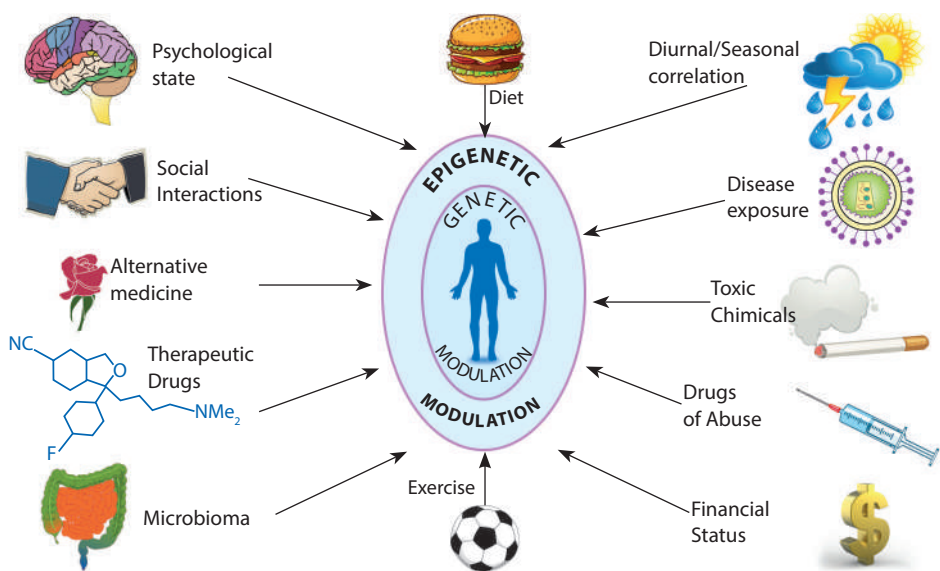 Psychological
state
Diet
Diurnal/Seasonal
correlation
Social
Interactions
Disease
exposure
EPIGENETIC
GENETIC
MODULATION
MODULATION
Alternative
medicine
Toxic
Chimicals
NC
O
NMe₂
F
Therapeutic
Drugs
Drugs
of Abuse
Microbioma
Exercise
Financial
Status
$